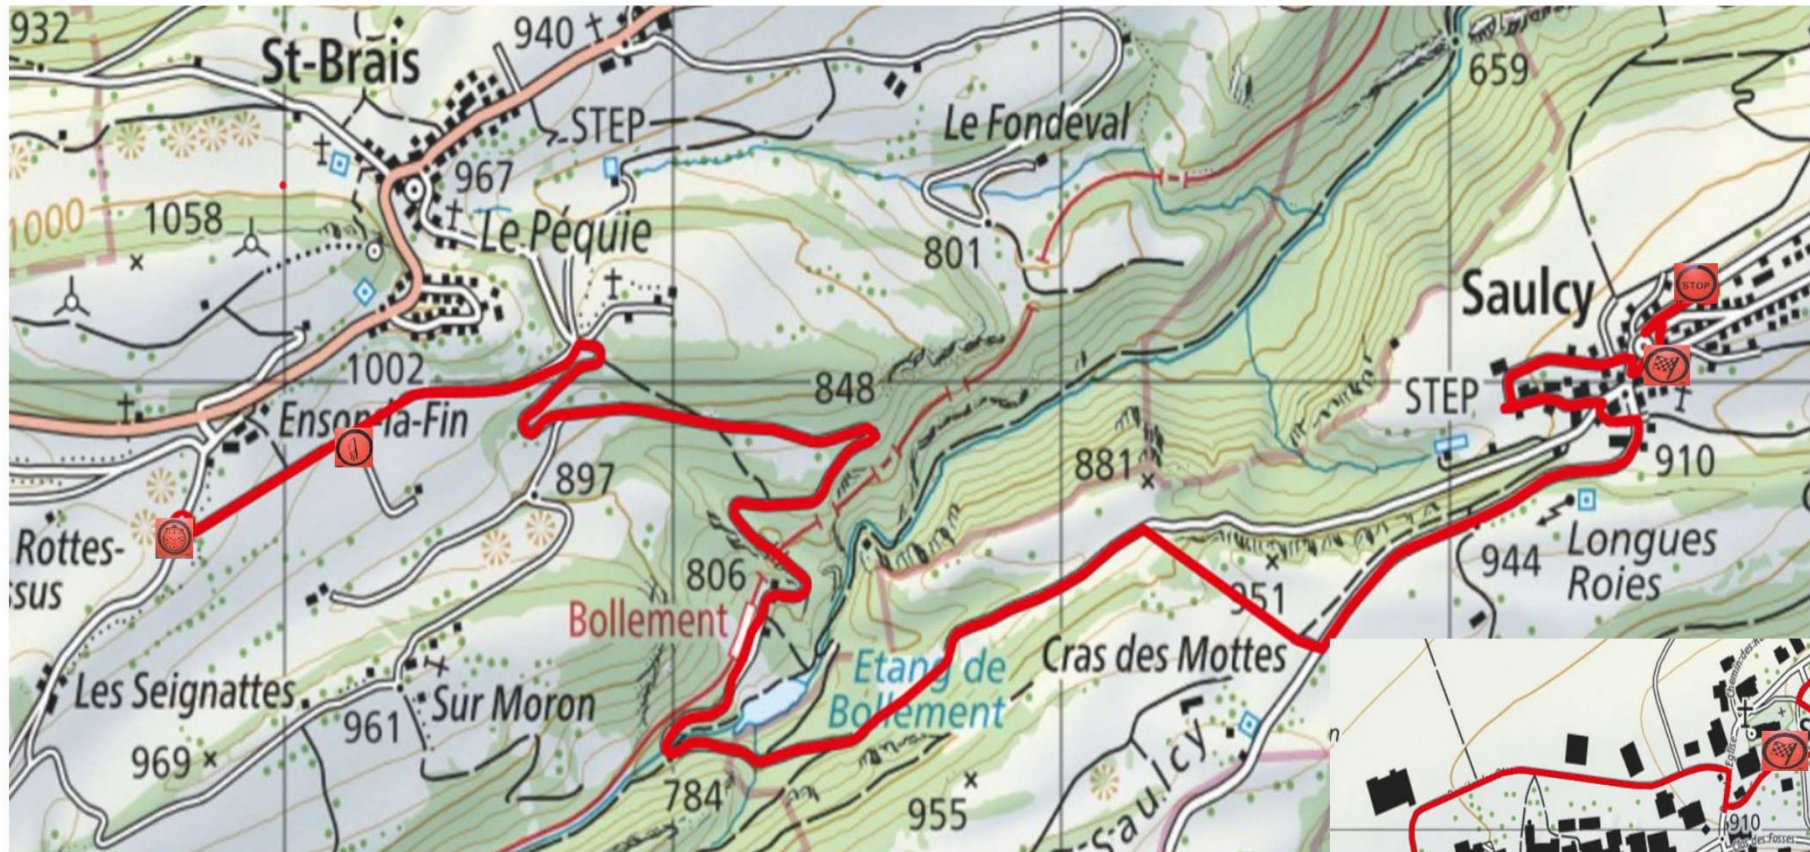 932
St-Brais
940
659
STEP
Le Fondeval
967
1000
1058
Le Péquie
801
Saulcy
STOP
1002
848
STEP
Enson-la-Fin
881
910
897
Rottes-
sus
806
944
Longues
Roies
951
Bollement
Cras des Mottes
Etang de
Bollement
Les Seignattes
Sur Moron
961
969
784
955
-Saulcy
n
910